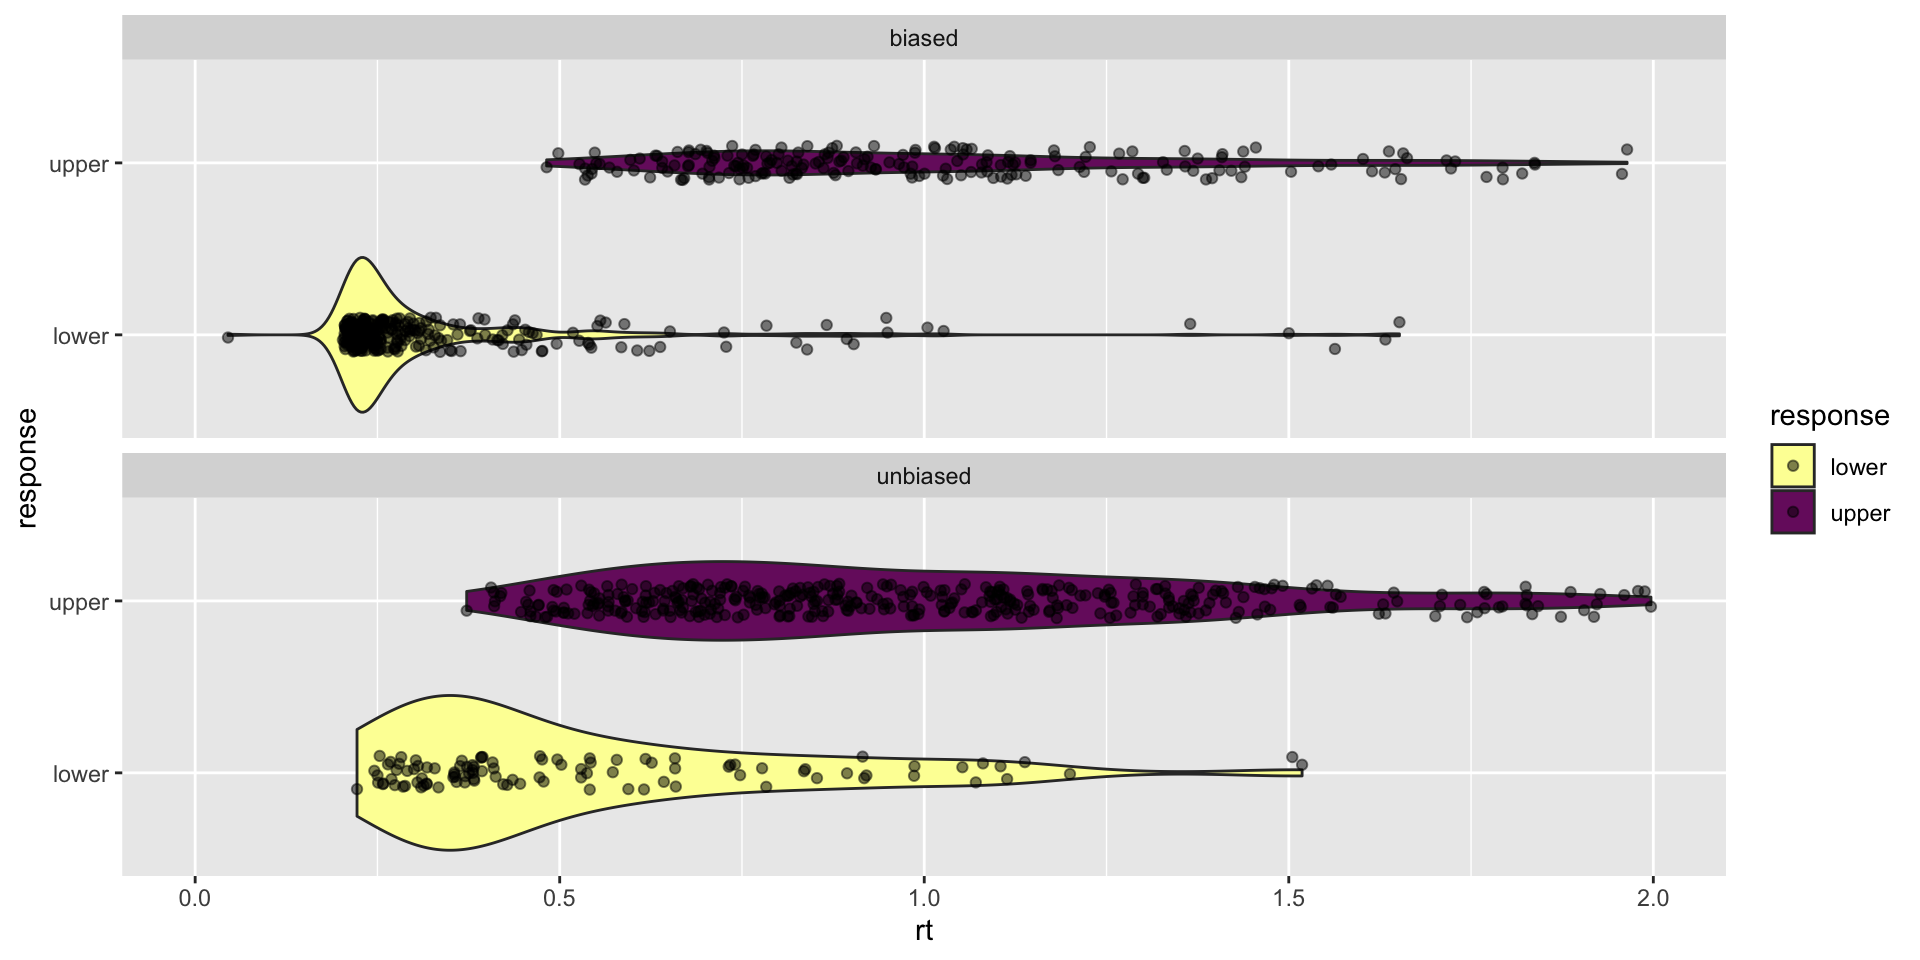 biased
upper
lower
unbiased
upper
lower
0.0 0.5 1.0 1.5 2.0
rt
response
response
lower
upper